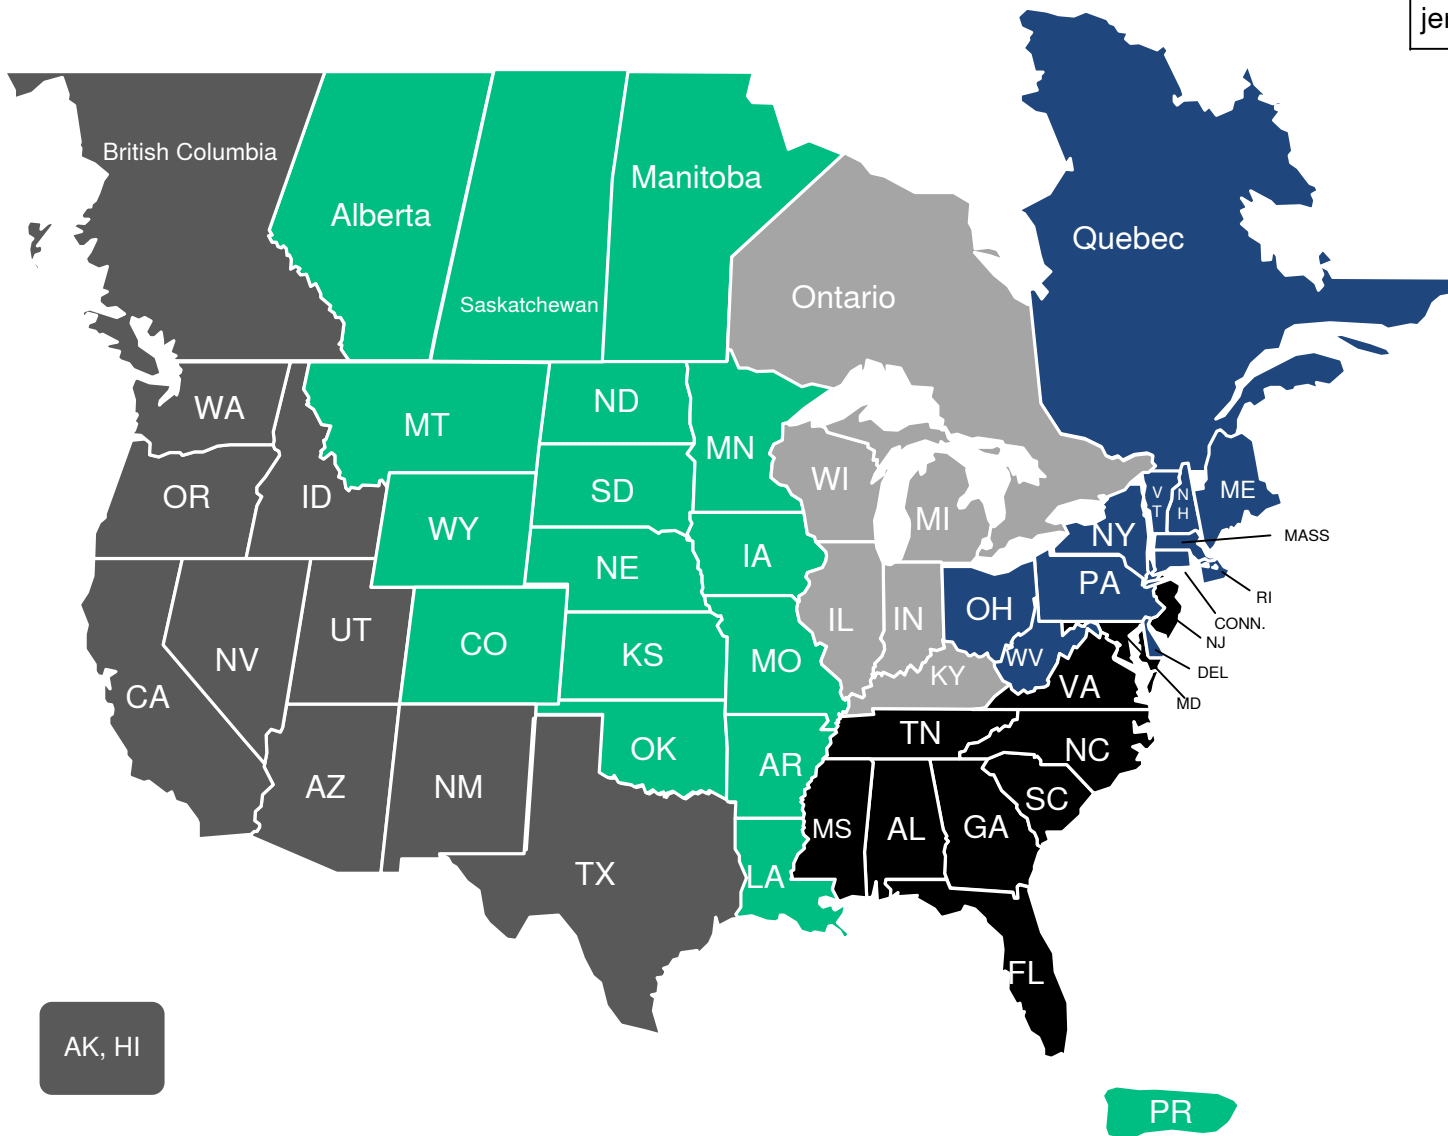 British Columbia
Alberta
Saskatchewan
Manitoba
Ontario
Quebec
WA
OR
ID
MT
WY
ND
SD
NE
MN
IA
WI
MI
IL
IN
OH
PA
NY
V
T
N
H
ME
MASS
RI
CONN.
NJ
DEL
MD
CA
NV
UT
CO
KS
MO
KY
WV
VA
AZ
NM
OK
AR
TN
NC
SC
TX
LA
MS
AL
GA
FL
AK, HI
PR